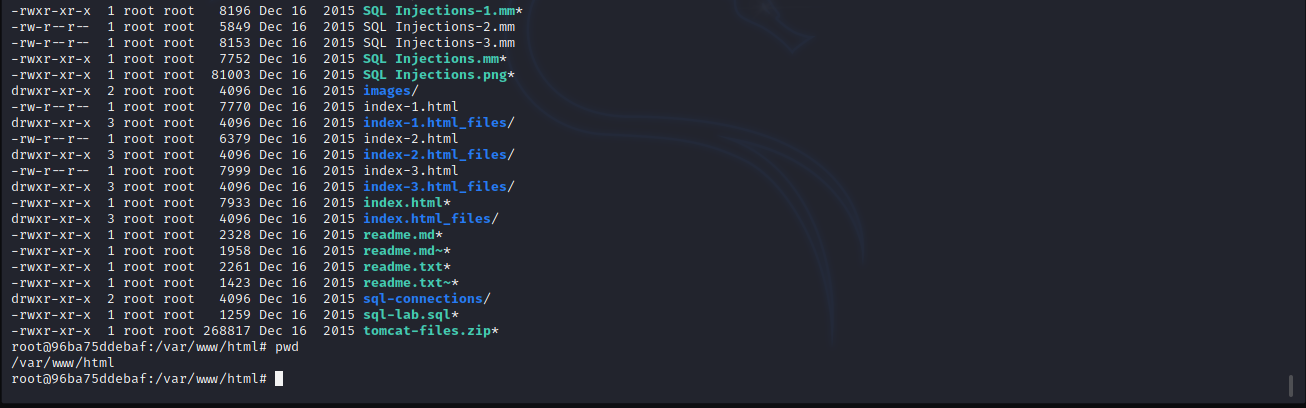 -rwxr-xr-x  1 root root   8196 Dec 16  2015 SQL Injections-1.mm*
-rw-r--r--  1 root root   5849 Dec 16  2015 SQL Injections-2.mm
-rw-r--r--  1 root root   8153 Dec 16  2015 SQL Injections-3.mm
-rwxr-xr-x  1 root root   7752 Dec 16  2015 SQL Injections.mm*
-rwxr-xr-x  1 root root  81003 Dec 16  2015 SQL Injections.png*
drwxr-xr-x  2 root root   4096 Dec 16  2015 images/
-rw-r--r--  1 root root   7770 Dec 16  2015 index-1.html
drwxr-xr-x  3 root root   4096 Dec 16  2015 index-1.html_files/
-rw-r--r--  1 root root   6379 Dec 16  2015 index-2.html
drwxr-xr-x  3 root root   4096 Dec 16  2015 index-2.html_files/
-rw-r--r--  1 root root   7999 Dec 16  2015 index-3.html
drwxr-xr-x  3 root root   4096 Dec 16  2015 index-3.html_files/
-rwxr-xr-x  1 root root   7933 Dec 16  2015 index.html*
drwxr-xr-x  3 root root   4096 Dec 16  2015 index.html_files/
-rwxr-xr-x  1 root root   2328 Dec 16  2015 readme.md*
-rwxr-xr-x  1 root root   1958 Dec 16  2015 readme.md~*
-rwxr-xr-x  1 root root   2261 Dec 16  2015 readme.txt*
-rwxr-xr-x  1 root root   1423 Dec 16  2015 readme.txt~*
drwxr-xr-x  2 root root   4096 Dec 16  2015 sql-connections/
-rwxr-xr-x  1 root root   1259 Dec 16  2015 sql-lab.sql*
-rwxr-xr-x  1 root root 268817 Dec 16  2015 tomcat-files.zip*
root@96ba75ddebaf:/var/www/html# pwd
/var/www/html
root@96ba75ddebaf:/var/www/html#